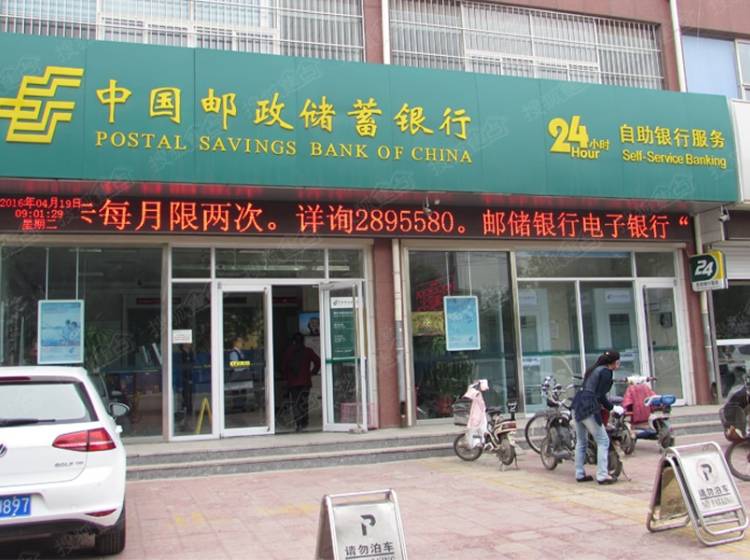 中国邮政储蓄银行
POSTAL SAVINGS BANK OF CHINA
24小时
Hour
自助银行服务
Self-Service Banking
2016年04月19日
09:01:29
星期二
每月限两次。详询2895580。邮储银行电子银行“
24
P
请勿泊车
P
请勿泊车
NO PARKING